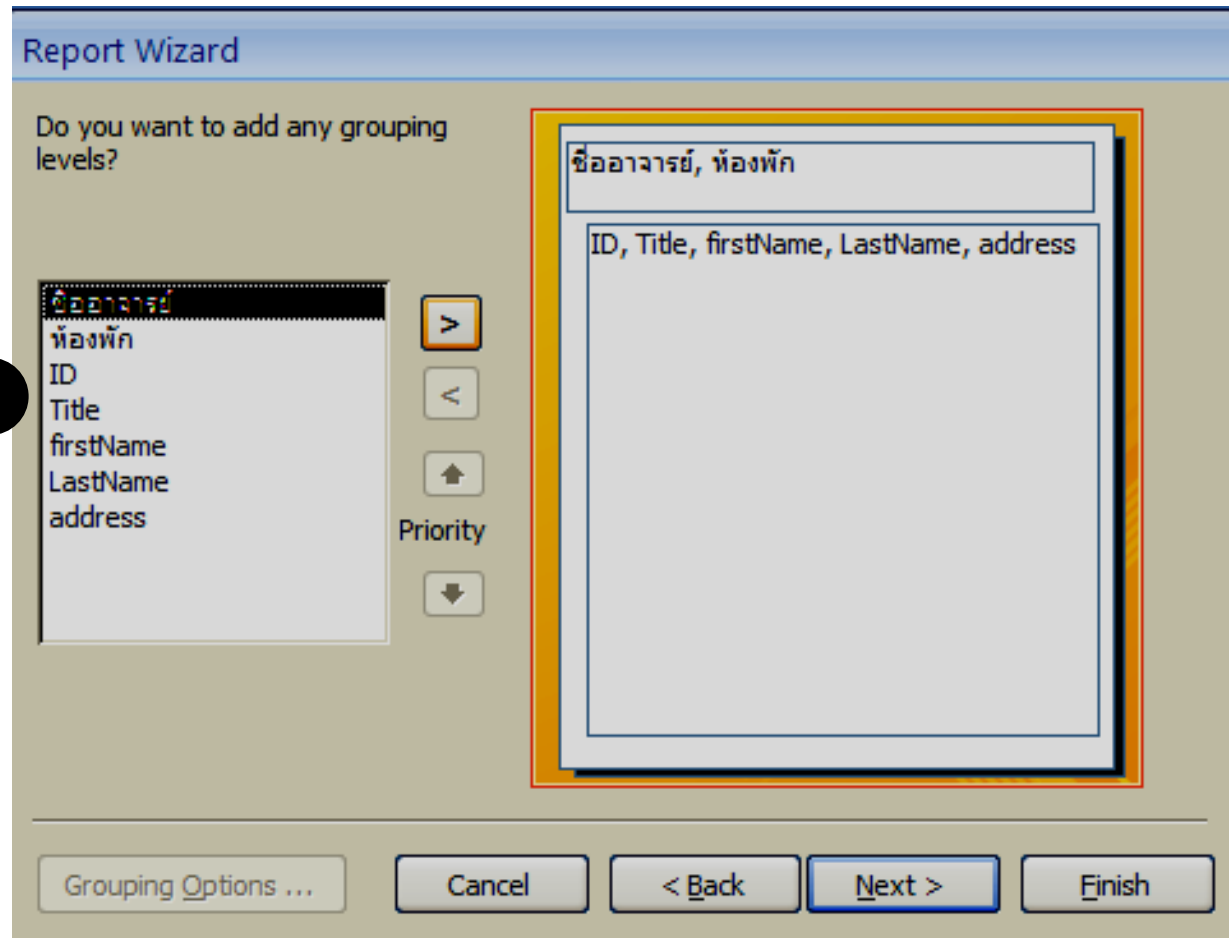 Report Wizard
Do you want to add any grouping
levels?
ชื่ออาจารย์, ห้องพัก
ID, Title, firstName, LastName, address
ชื่ออาจารย์
ห้องพัก
ID
Title
firstName
LastName
address
>
<
Priority
Grouping Options ...
Cancel
< Back
Next >
Finish